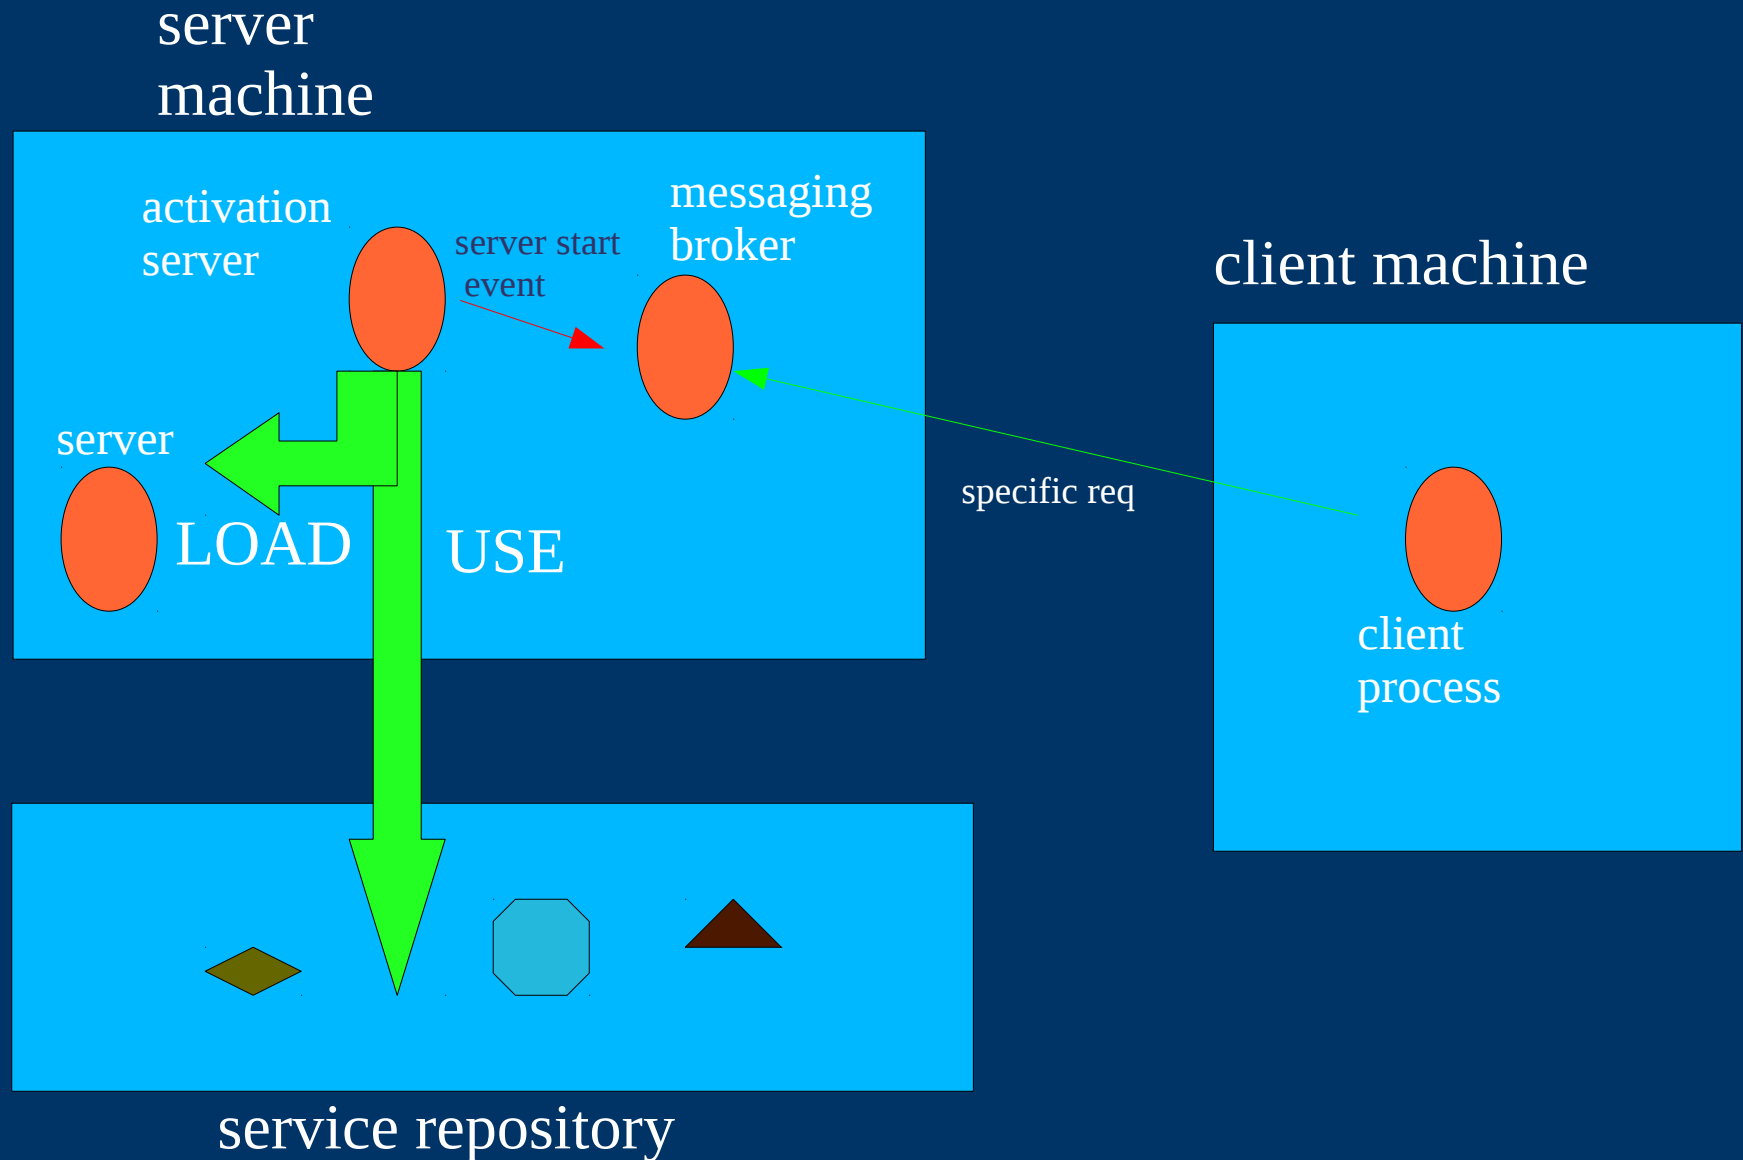 server
machine
activation
server
server start
event
messaging
broker
client machine
server
LOAD
USE
specific req
client
process
service repository